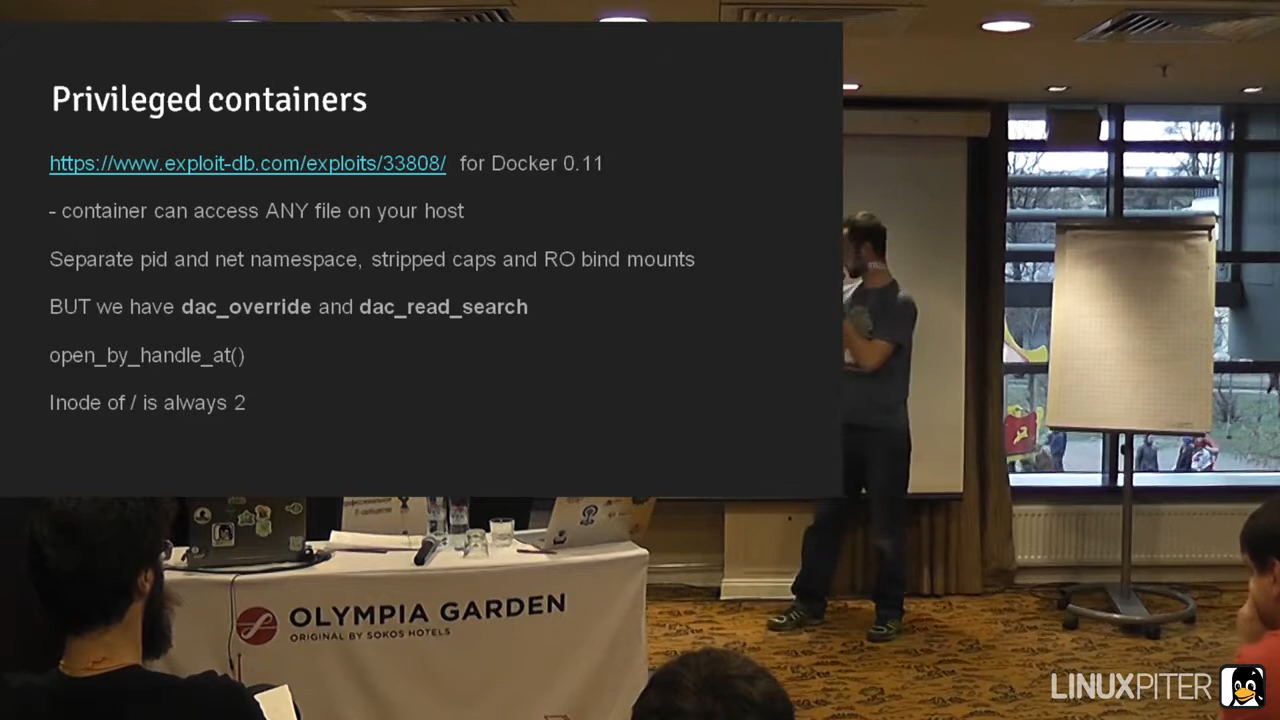 Privileged containers
https://www.exploit-db.com/exploits/33808/ for Docker 0.11
- container can access ANY file on your host
Separate pid and net namespace, stripped caps and RO bind mounts
BUT we have dac_override and dac_read_search
open_by_handle_at()
Inode of / is always 2
OLYMPIA GARDEN
ORIGINAL BY SOKOS HOTELS
LINUXPITER